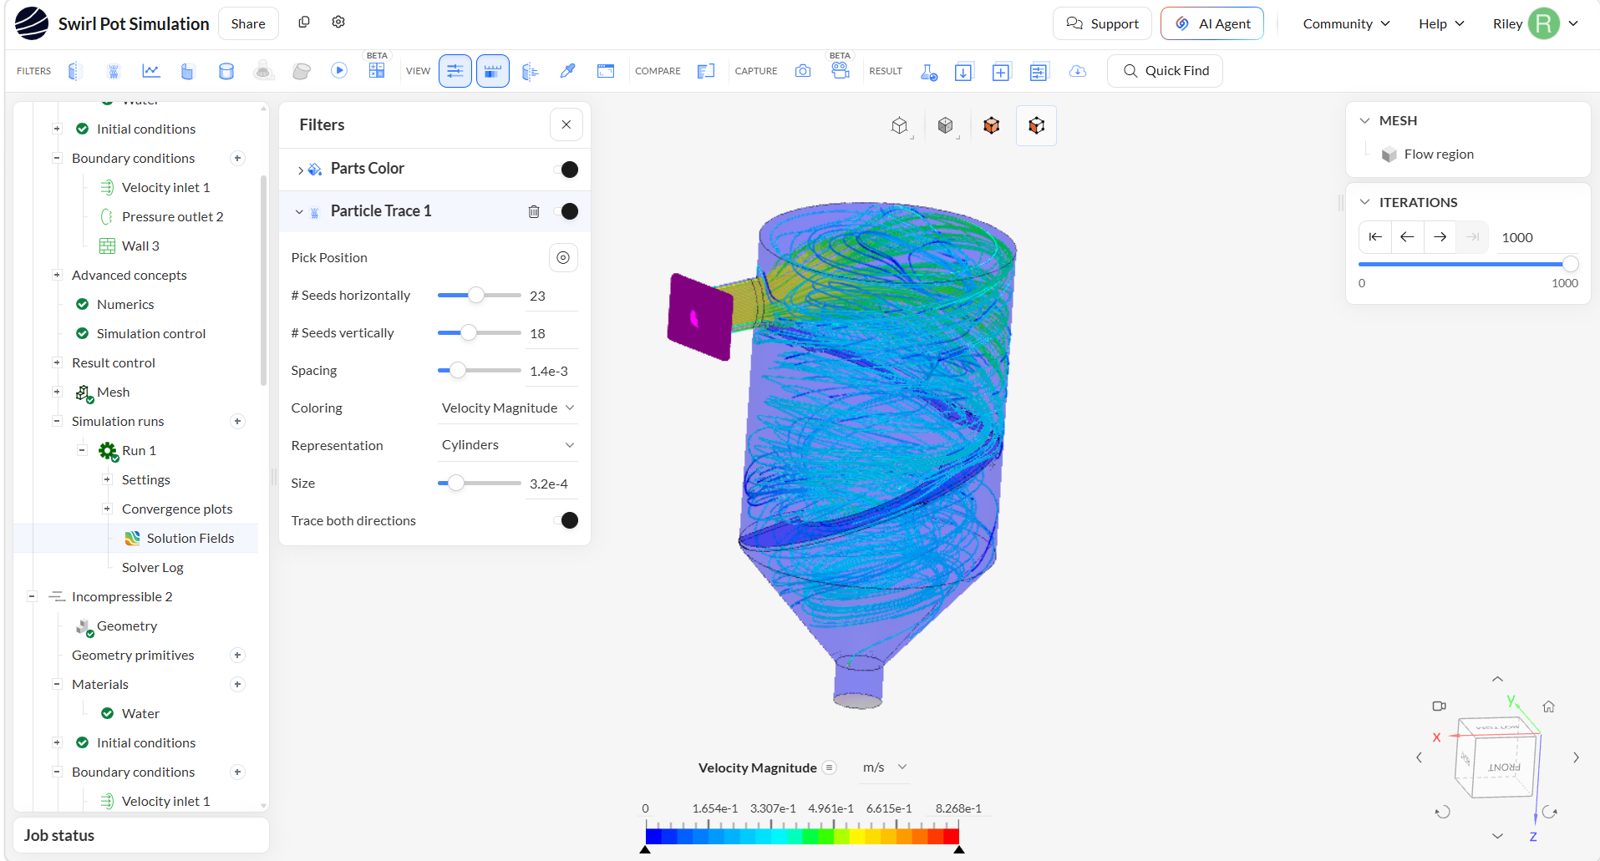 Swirl Pot Simulation
Share
Support
AI Agent
Community
Help
Riley
R
FILTERS
BETA
VIEW
COMPARE
CAPTURE
BETA
RESULT
Quick Find
Water
Initial conditions
Boundary conditions
Velocity inlet 1
Pressure outlet 2
Wall 3
Advanced concepts
Numerics
Simulation control
Result control
Mesh
Simulation runs
Run 1
Settings
Convergence plots
Solution Fields
Solver Log
Incompressible 2
Geometry
Geometry primitives
Materials
Water
Initial conditions
Boundary conditions
Velocity inlet 1
Job status
Filters
Parts Color
Particle Trace 1
Pick Position
# Seeds horizontally 23
# Seeds vertically 18
Spacing 1.4e-3
Coloring Velocity Magnitude
Representation Cylinders
Size 3.2e-4
Trace both directions
MESH
Flow region
ITERATIONS
1000
0 1000
Velocity Magnitude m/s
0 1.654e-1 3.307e-1 4.961e-1 6.615e-1 8.268e-1
Y
X
BOTTOM
SIDE
FRONT
Z